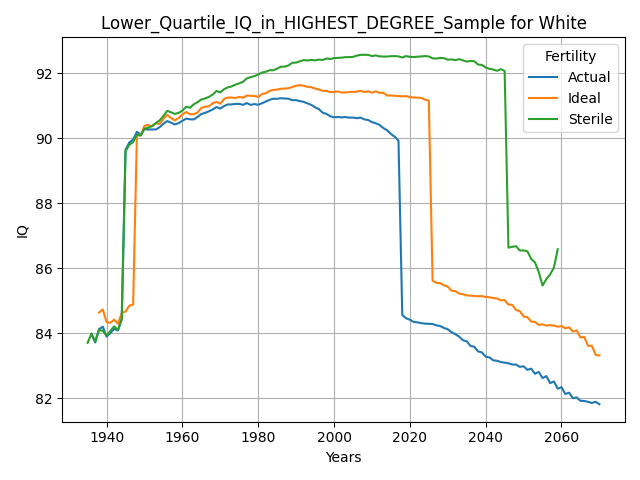 Lower_Quartile_IQ_in_HIGHEST_DEGREE_Sample for White
Fertility
Actual
Ideal
Sterile
IQ
92
90
88
86
84
82
1940
1960
1980
2000
2020
2040
2060
Years